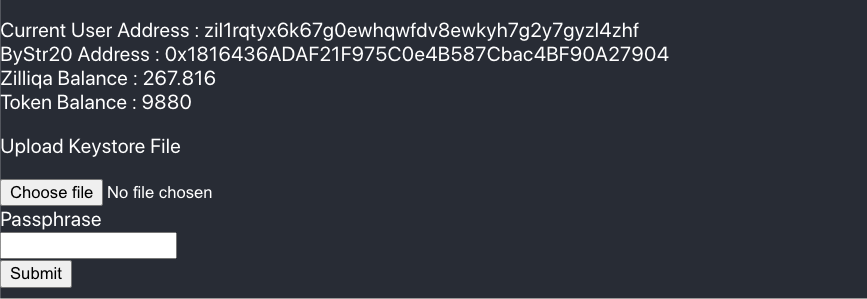 Current User Address : zil1rqtyx6k67g0ewhqwfdv8ewkyh7g2y7gyzl4zhf
ByStr20 Address : 0x1816436ADAF21F975C0e4B587Cbac4BF90A27904
Zilliqa Balance : 267.816
Token Balance : 9880
Upload Keystore File
Choose file No file chosen
Passphrase
Submit